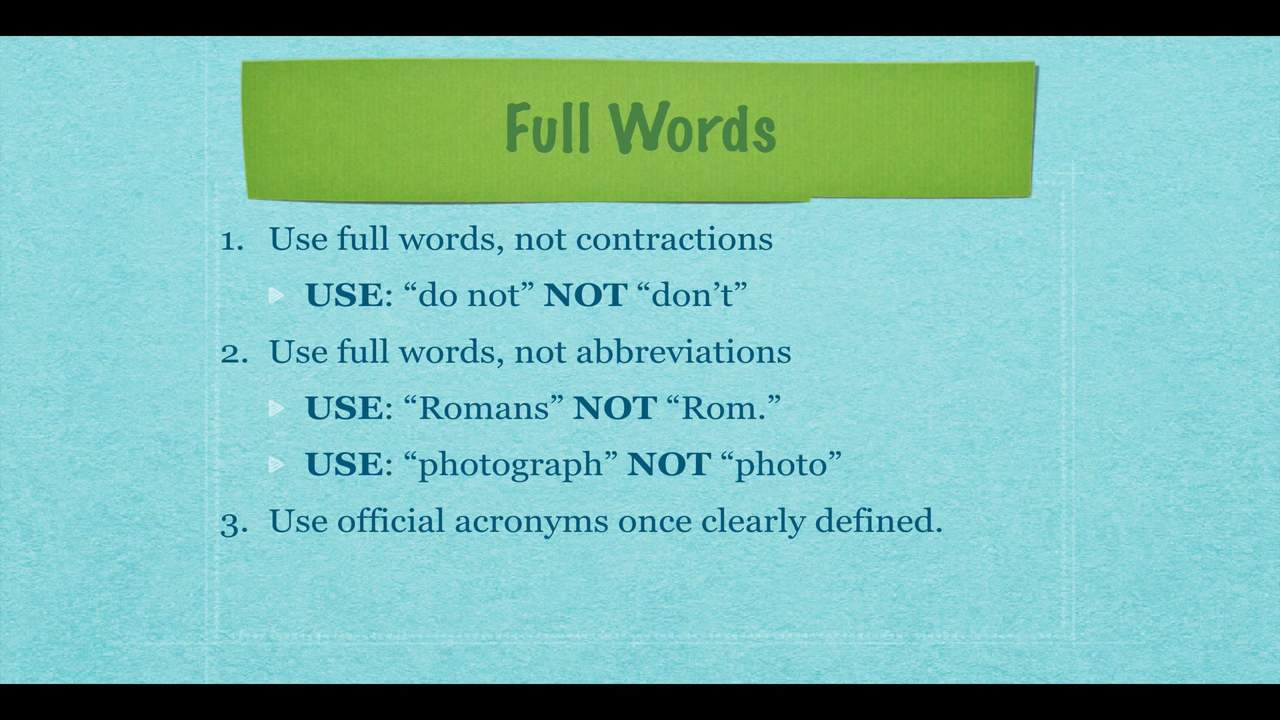 Full Words
1. Use full words, not contractions
USE: “do not” NOT “don’t”
2. Use full words, not abbreviations
USE: “Romans” NOT “Rom.”
USE: “photograph” NOT “photo”
3. Use official acronyms once clearly defined.